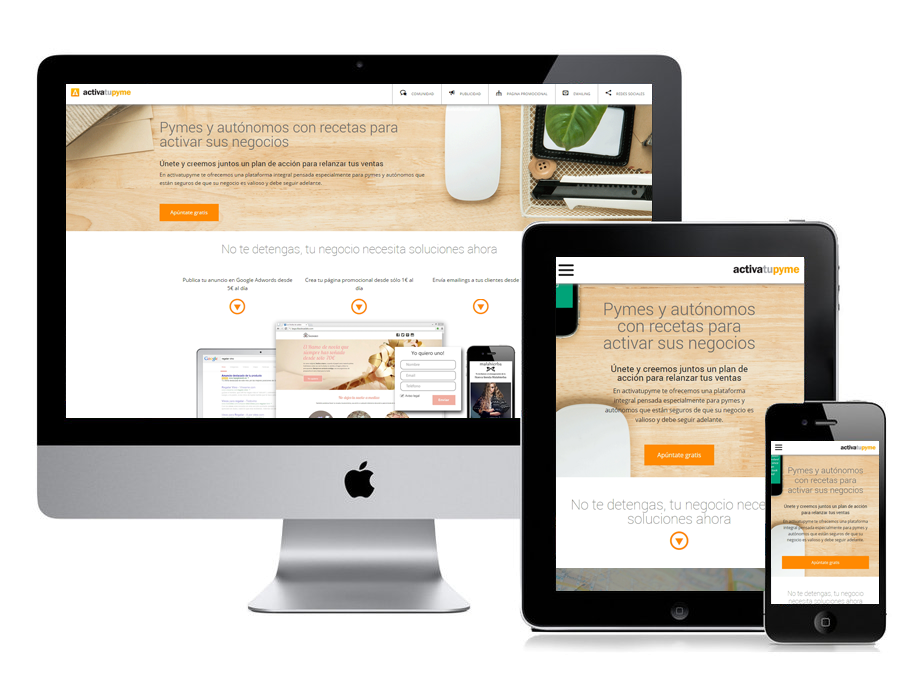 A activatupyme
COMUNIDAD
PUBLICIDAD
PÁGINA PROMOCIONAL
EMAILING
REDES SOCIALES
Pymes y autónomos con recetas para
activar sus negocios
Únete y creemos juntos un plan de acción para relanzar tus ventas
En activatupyme te ofrecemos una plataforma integral pensada especialmente para pymes y autónomos que
están seguros de que su negocio es valioso y debe seguir adelante.
Apúntate gratis
No te detengas, tu negocio necesita soluciones ahora
Publica tu anuncio en Google Adwords desde
5€ al día
Crea tu página promocional desde sólo 1€ al
día
Envía emailings a tus clientes desde
Google
Yo quiero uno!
Nombre
Email
Teléfono
Aviso legal
activatupyme
Pymes y autónomos
con recetas para
activar sus negocios
Únete y creemos juntos un plan de
acción para relanzar tus ventas
En activatupyme te ofrecemos una plataforma
integral pensada especialmente para pymes y
autónomos que están seguros de que su negocio es
valioso y debe seguir adelante.
Apúntate gratis
No te detengas, tu negocio nece
soluciones ahora
activatupyme
Pymes y autónomos
con recetas para
activar sus negocios
Únete y creemos juntos un plan de acción
para relanzar tus ventas
En activatupyme te ofrecemos una plataforma
integral pensada especialmente para pymes y
autónomos que están seguros de que su
negocio es valioso y debe seguir adelante.
Apúntate gratis
No te detengas, tu negocio
necesita soluciones ahora